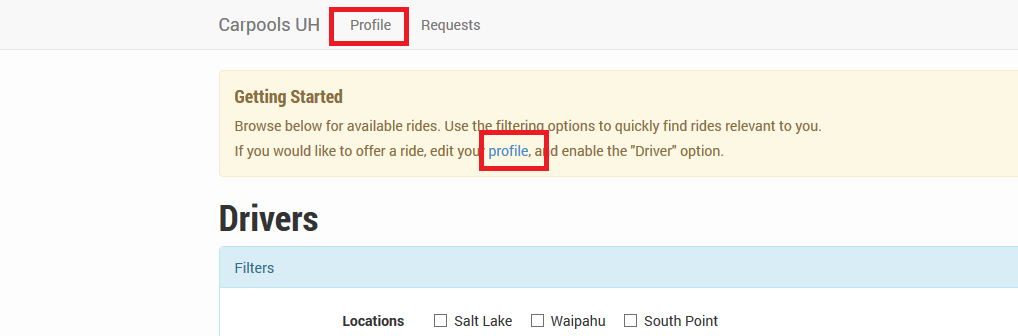 Carpools UH Profile Requests
Getting Started
Browse below for available rides. Use the filtering options to quickly find rides relevant to you.
If you would like to offer a ride, edit your profile, and enable the "Driver" option.
Drivers
Filters
Locations Salt Lake Waipahu South Point